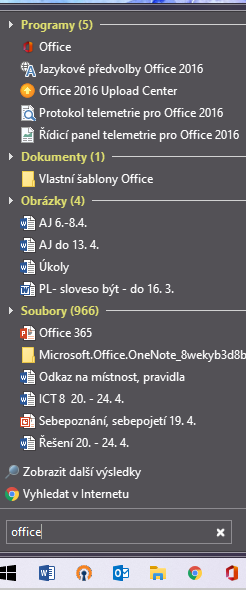 Programy (5)
Office
Jazykové předvolby Office 2016
Office 2016 Upload Center
Protokol telemetrie pro Office 2016
Řídicí panel telemetrie pro Office 2016
Dokumenty (1)
Vlastní šablony Office
Obrázky (4)
AJ 6.-8.4.
AJ do 13. 4.
Úkoly
PL- sloveso být - do 16. 3.
Soubory (966)
Office 365
Microsoft.Office.OneNote_8wekyb3d8b
Odkaz na místnost, pravidla
ICT 8  20. - 24. 4.
Sebepoznání, sebepojetí 19. 4.
Řešení 20. - 24. 4.
Zobrazit další výsledky
Vyhledat v Internetu
office